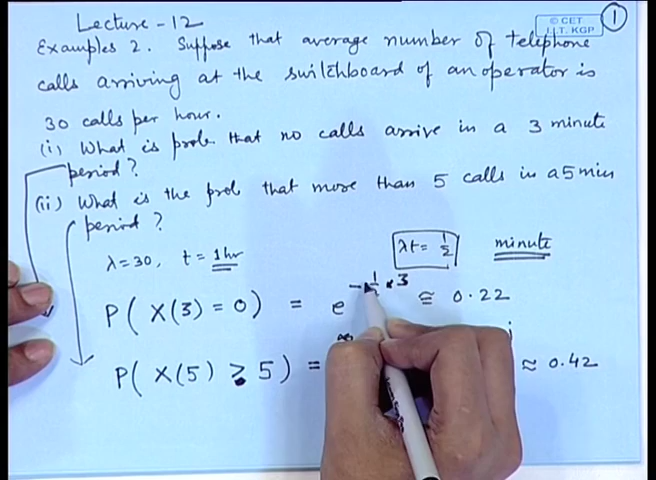 Lecture - 12
© CET
I.I.T. KGP
1
Examples 2. Suppose that average number of telephone
calls arriving at the switchboard of an operator is
30 calls per hour.
(i) What is prob. that no calls arrive in a 3 minute
period?
(ii) What is the prob that more than 5 calls in a 5 min
period?
λ=30, t = 1 hr
λt = 1/2
minute
P( X(3) = 0) = e^-1/2 × 3 ≅ 0.22
P( X(5) ≥ 5) = ∞ j ≈ 0.42